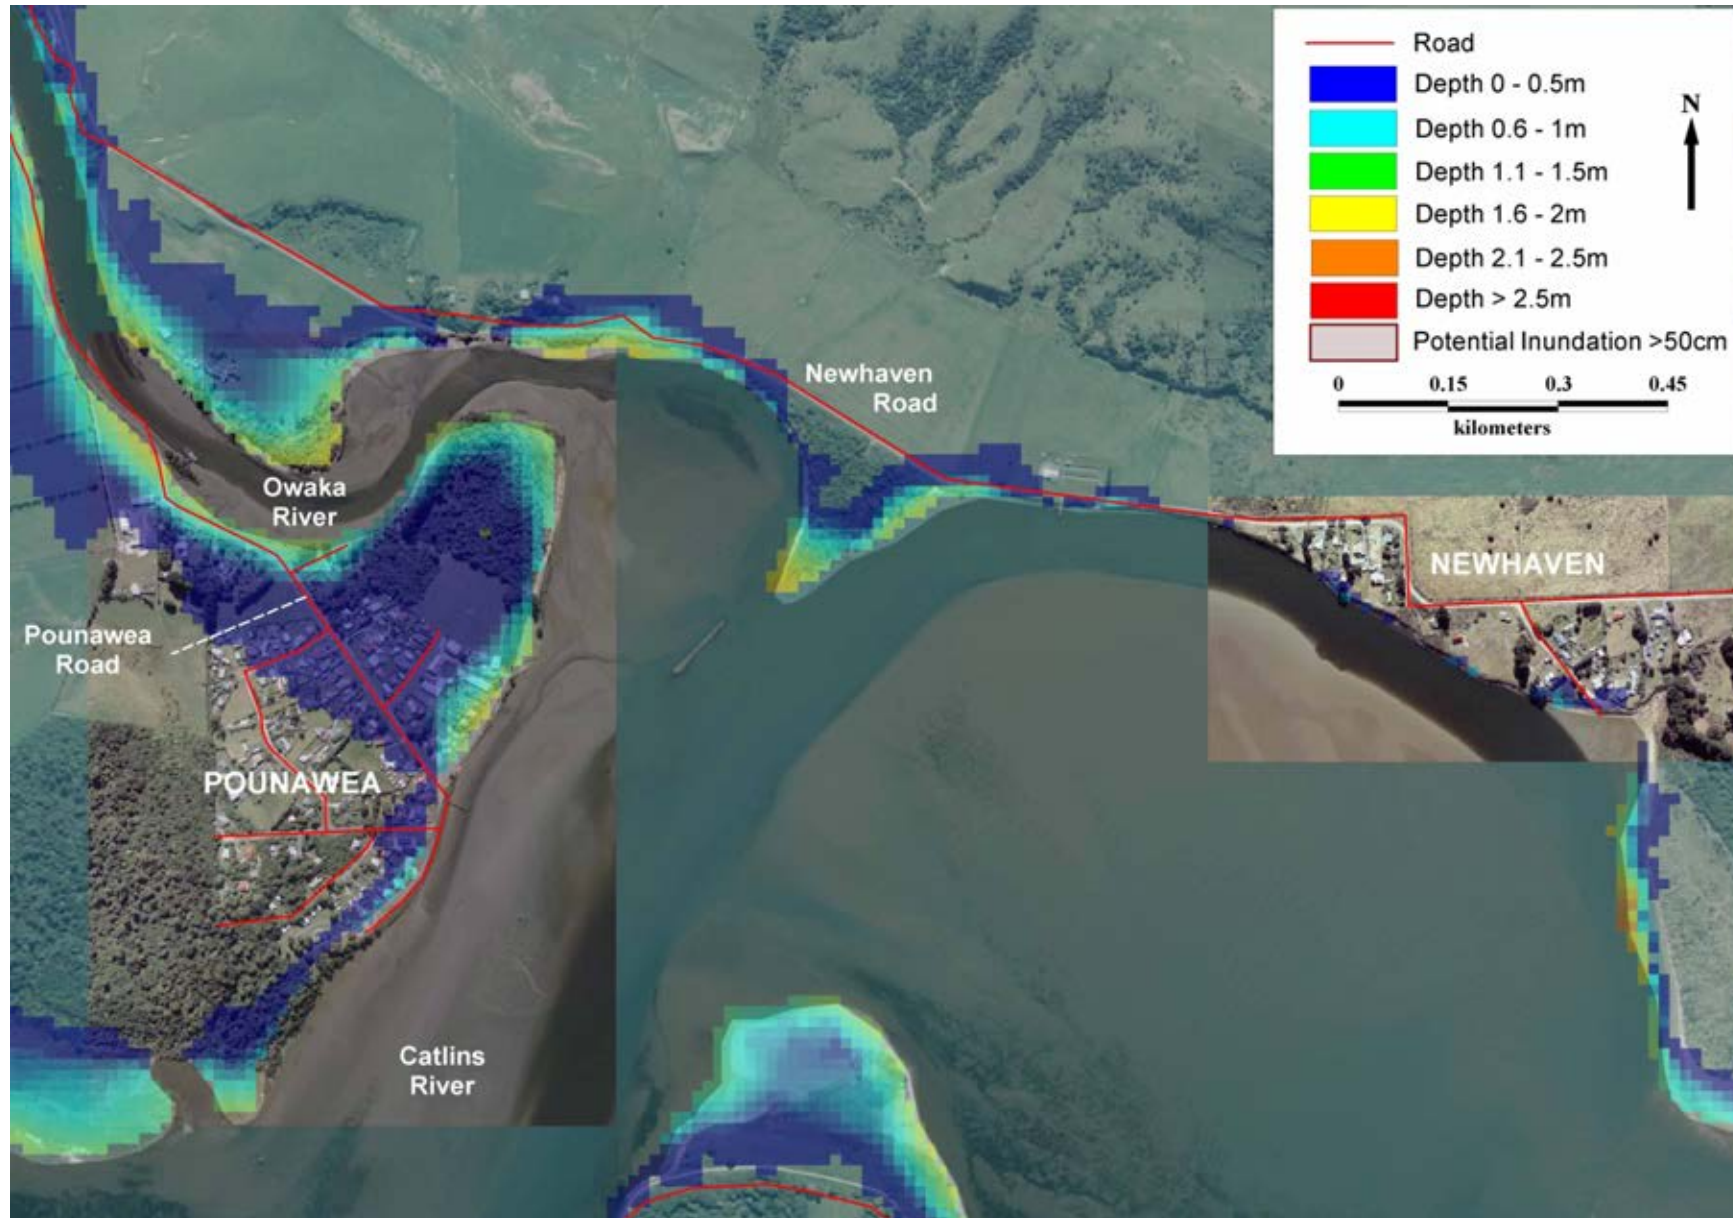 Road
Depth 0 - 0.5m
Depth 0.6 - 1m
Depth 1.1 - 1.5m
Depth 1.6 - 2m
Depth 2.1 - 2.5m
Depth > 2.5m
Potential Inundation >50cm
N
0 0.15 0.3 0.45
kilometers
Newhaven
Road
Owaka
River
NEWHAVEN
Pounawea
Road
POUNAWEA
Catlins
River